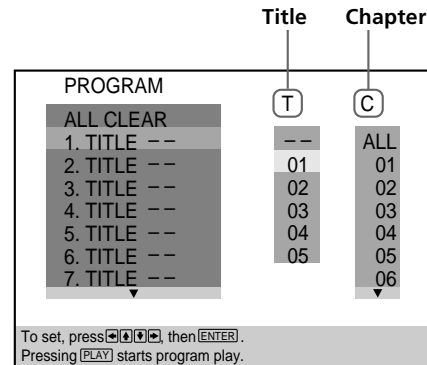 Title Chapter
PROGRAM
T C
ALL CLEAR
1. TITLE – – – – ALL
2. TITLE – – 01 01
3. TITLE – – 02 02
4. TITLE – – 03 03
5. TITLE – – 04 04
6. TITLE – – 05 05
7. TITLE – – 06
To set, press ←↑↓→, then ENTER.
Pressing PLAY starts program play.